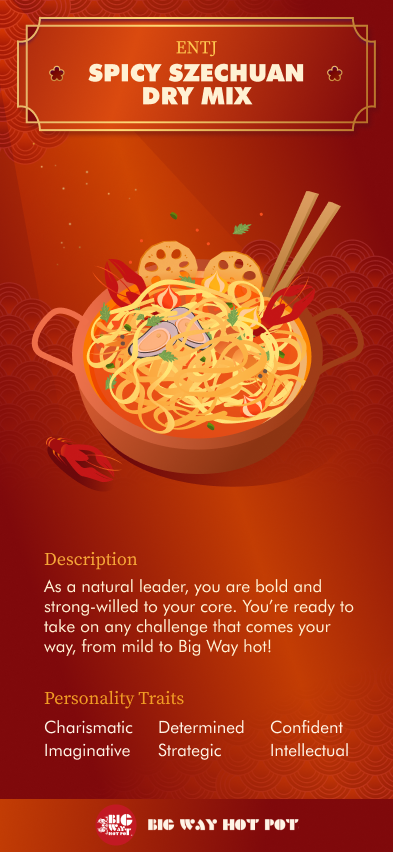 ENTJ
SPICY SZECHUAN
DRY MIX
Description
As a natural leader, you are bold and
strong-willed to your core. You’re ready to
take on any challenge that comes your
way, from mild to Big Way hot!
Personality Traits
Charismatic Determined Confident
Imaginative Strategic Intellectual
BIG
WAY
HOT POT
BIG WAY HOT POT